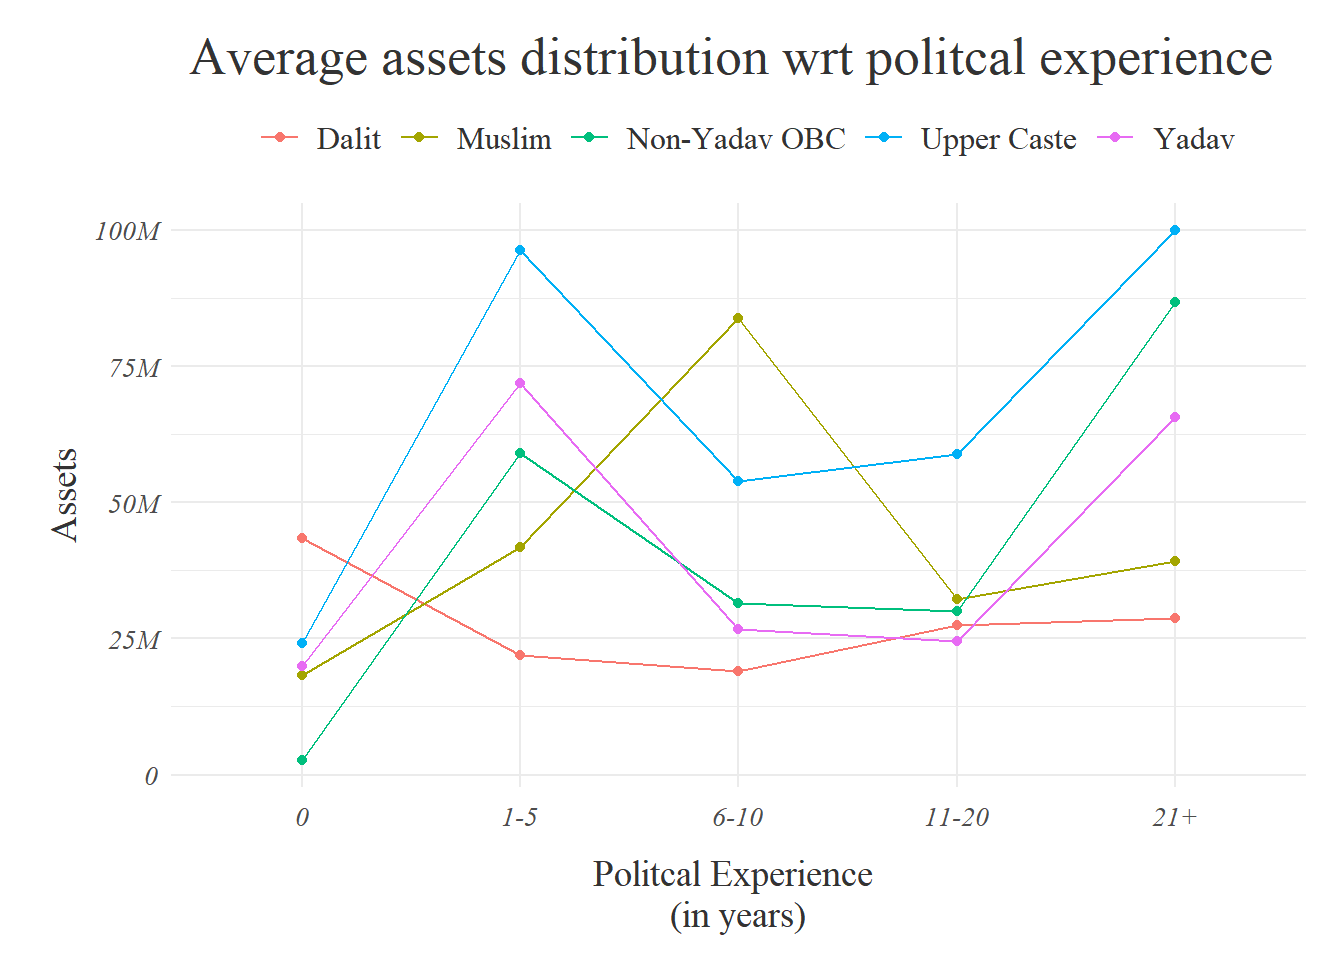 Average assets distribution wrt politcal experience
Dalit Muslim Non-Yadav OBC Upper Caste Yadav
100M
75M
50M
25M
0
Assets
0 1-5 6-10 11-20 21+
Politcal Experience
(in years)